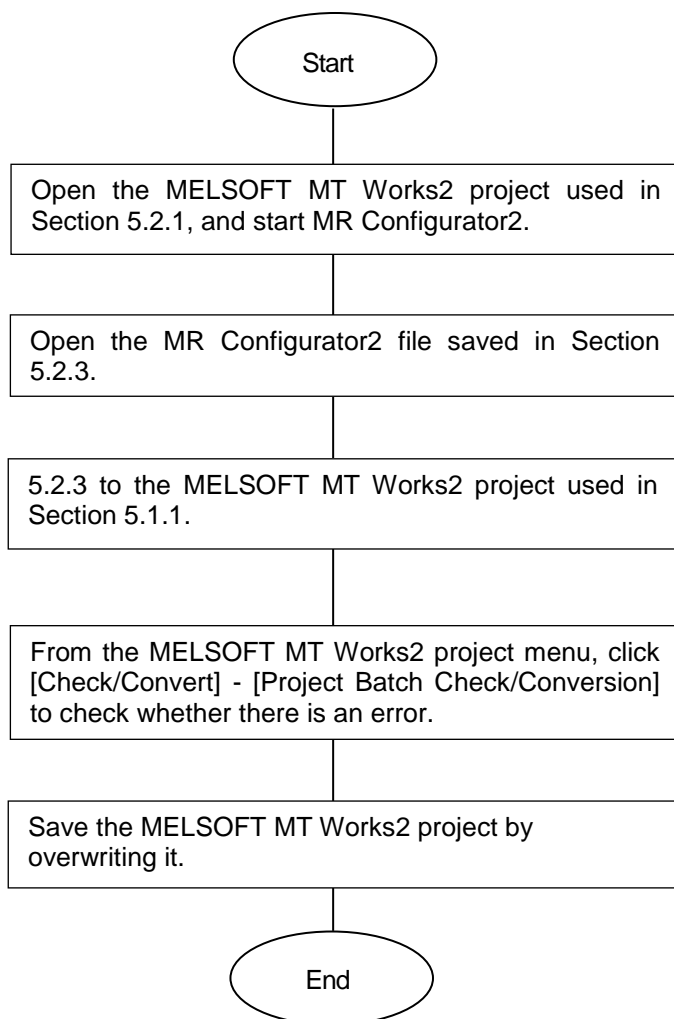 Start
Open the MELSOFT MT Works2 project used in
Section 5.2.1, and start MR Configurator2.
Open the MR Configurator2 file saved in Section
5.2.3.
5.2.3 to the MELSOFT MT Works2 project used in
Section 5.1.1.
From the MELSOFT MT Works2 project menu, click
[Check/Convert] - [Project Batch Check/Conversion]
to check whether there is an error.
Save the MELSOFT MT Works2 project by
overwriting it.
End